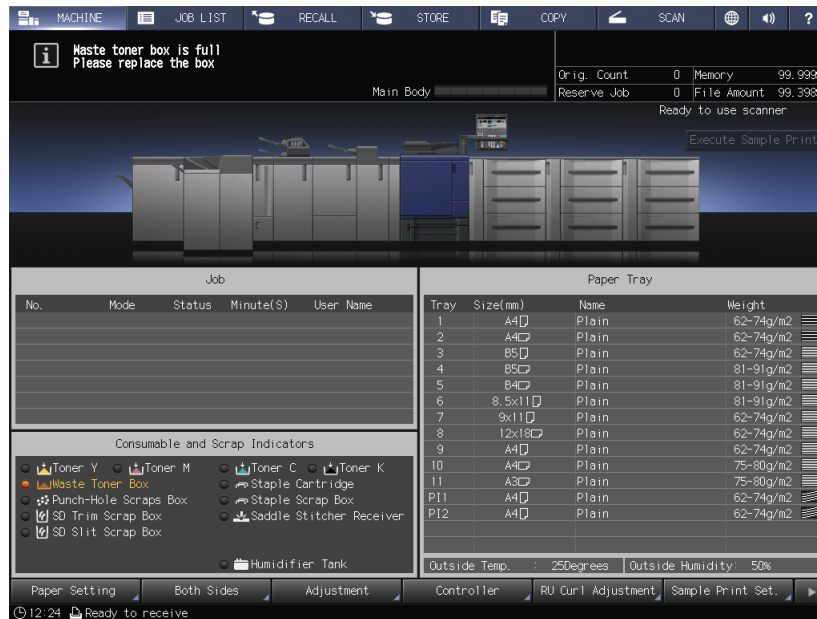 MACHINE JOB LIST RECALL STORE COPY SCAN ?
i Waste toner box is full
Please replace the box
Main Body
Orig. Count 0 Memory 99.999
Reserve Job 0 File Amount 99.398
Ready to use scanner
Execute Sample Print
Job
No. Mode Status Minute(S) User Name
Paper Tray
Tray Size(mm) Name Weight
1 A4 Plain 62-74g/m2
2 A4 Plain 62-74g/m2
3 B5 Plain 62-74g/m2
4 B5 Plain 81-91g/m2
5 B4 Plain 81-91g/m2
6 8.5x11 Plain 81-91g/m2
7 9x11 Plain 62-74g/m2
8 12x18 Plain 62-74g/m2
9 A4 Plain 62-74g/m2
10 A4 Plain 75-80g/m2
11 A3 Plain 75-80g/m2
PI1 A4 Plain 62-74g/m2
PI2 A4 Plain 62-74g/m2
Consumable and Scrap Indicators
Toner Y Toner M Toner C Toner K
Waste Toner Box Staple Cartridge
Punch-Hole Scraps Box Staple Scrap Box
SD Trim Scrap Box Saddle Stitcher Receiver
SD Slit Scrap Box
Humidifier Tank
Outside Temp. : 25Degrees Outside Humidity: 50%
Paper Setting Both Sides Adjustment Controller RU Curl Adjustment Sample Print Set.
12:24 Ready to receive